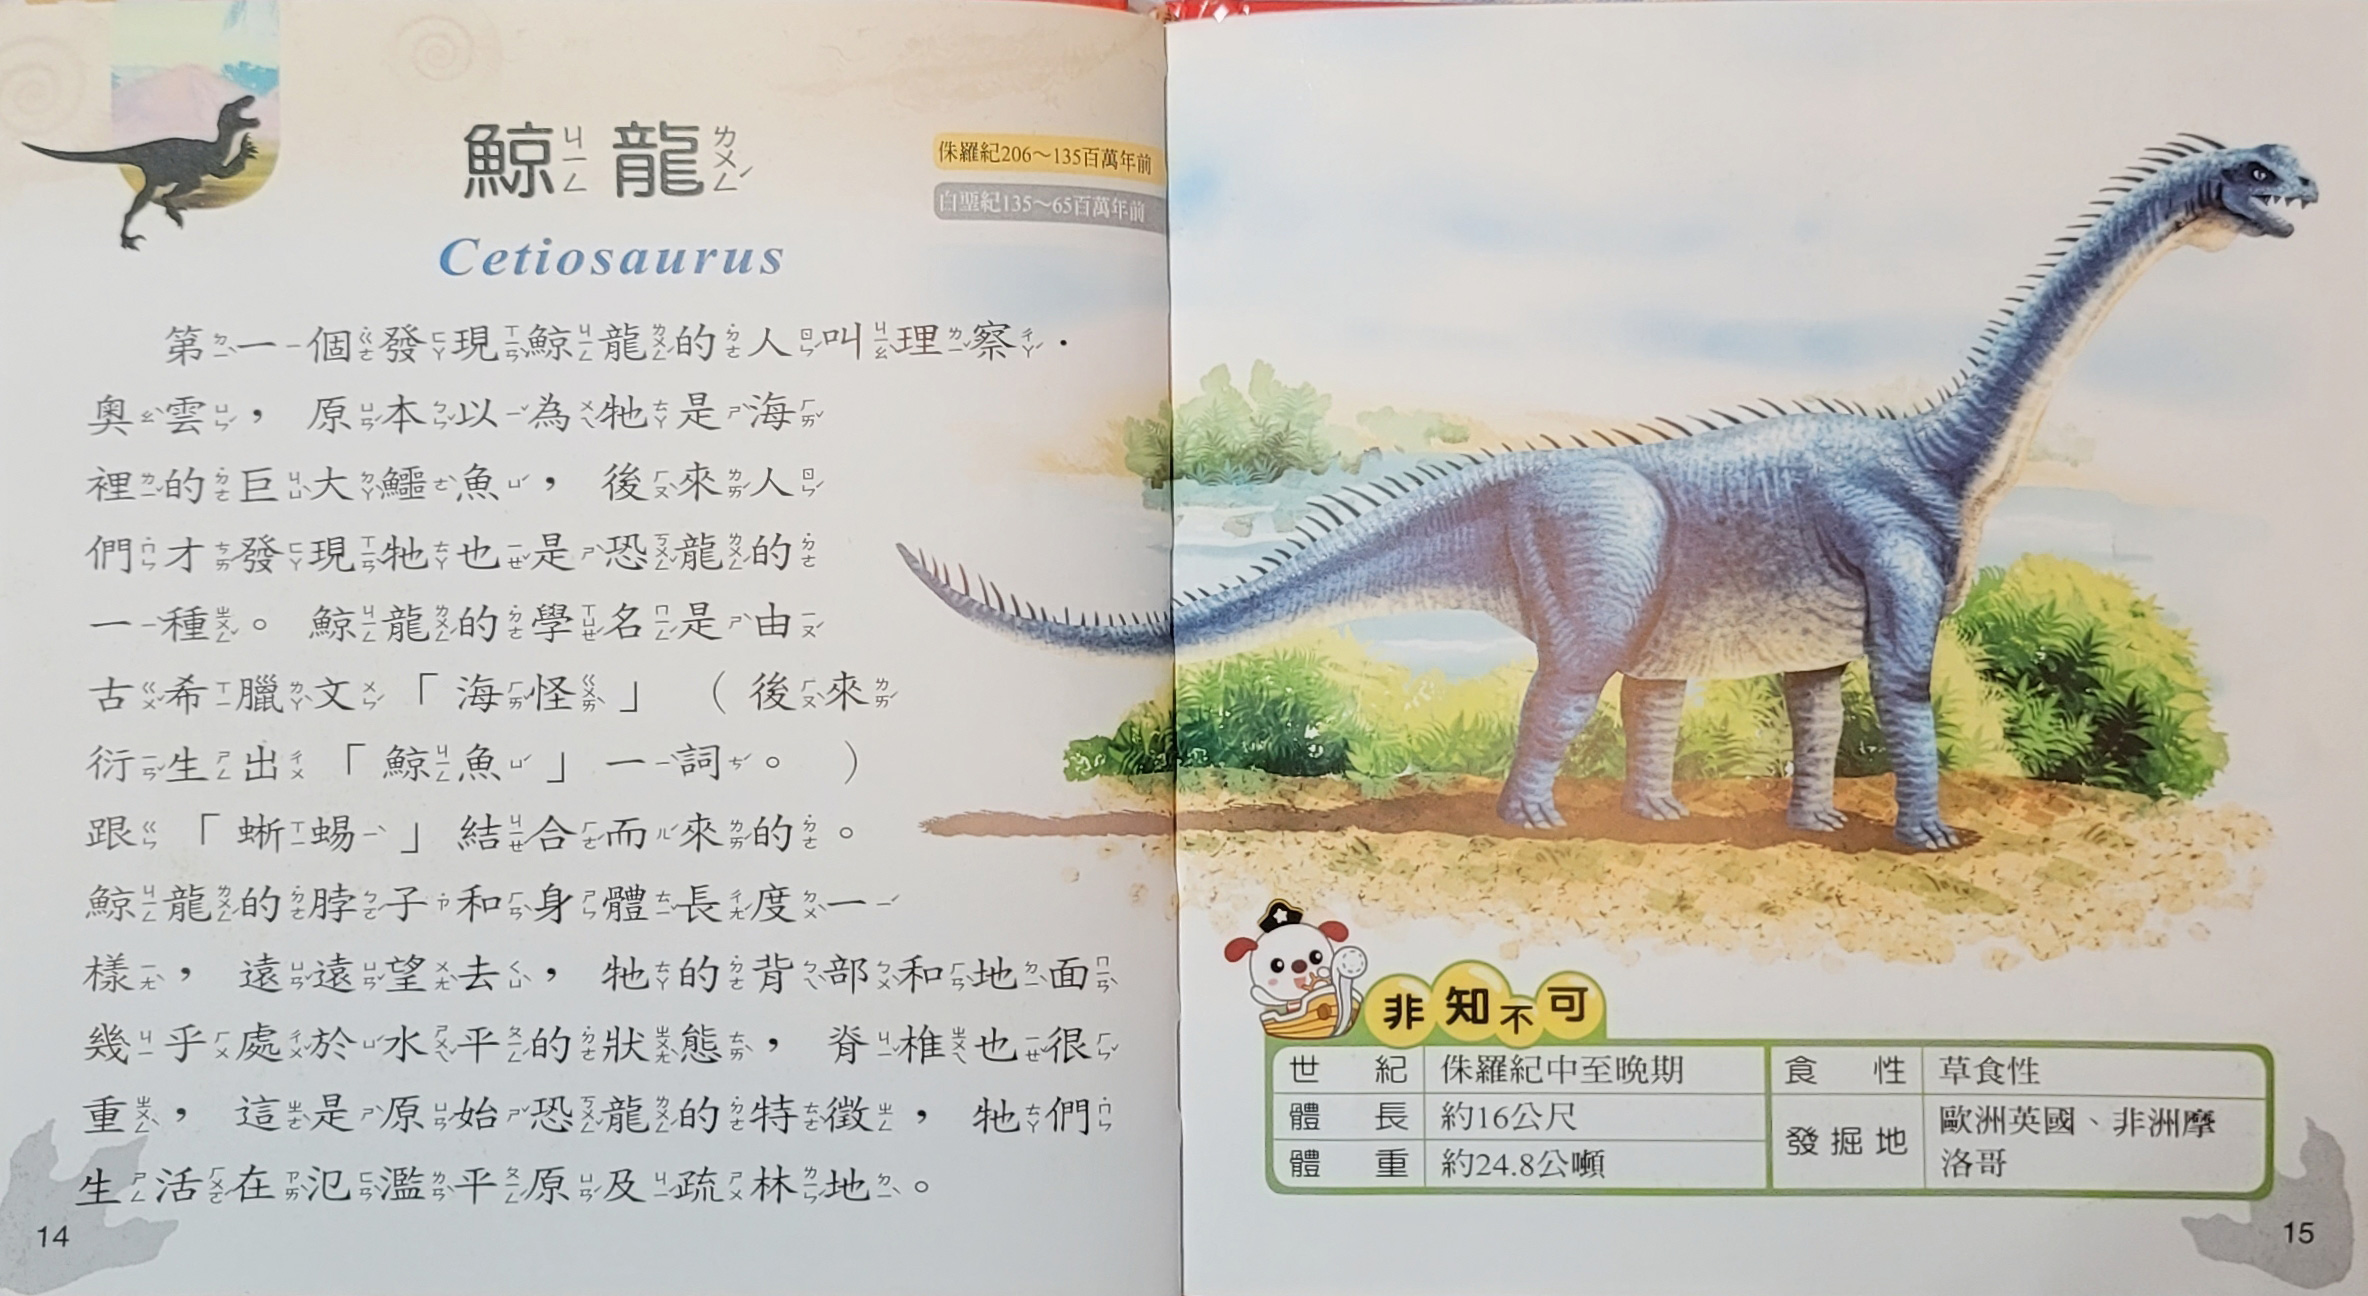 鯨龍
Cetiosaurus
侏羅紀206～135百萬年前
白堊紀135～65百萬年前
第一個發現鯨龍的人叫理察．
奧雲，原本以為牠是海
裡的巨大鱷魚，後來人
們才發現牠也是恐龍的
一種。鯨龍的學名是由
古希臘文「海怪」（後來
衍生出「鯨魚」一詞。）
跟「蜥蜴」結合而來的。
鯨龍的脖子和身體長度一
樣，遠遠望去，牠的背部和地面
幾乎處於水平的狀態，脊椎也很
重，這是原始恐龍的特徵，牠們
生活在氾濫平原及疏林地。
14
非知不可
世紀 侏羅紀中至晚期 食性 草食性
體長 約16公尺 發掘地 歐洲英國、非洲摩
體重 約24.8公噸 洛哥
15